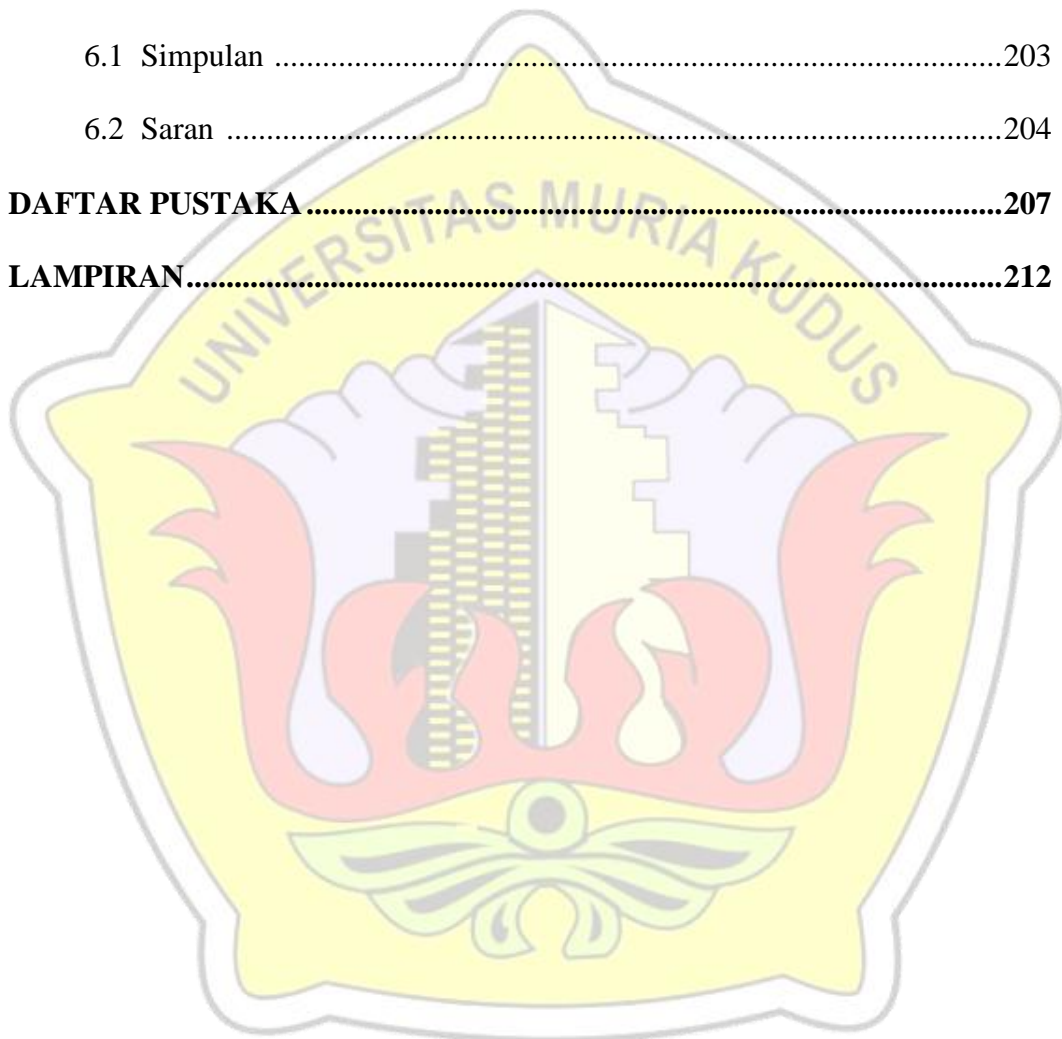 6.1 Simpulan ..........................................................................................203
6.2 Saran ................................................................................................204
DAFTAR PUSTAKA .......................................................................................207
LAMPIRAN......................................................................................................212
UNIVERSITAS MURIA KUDUS